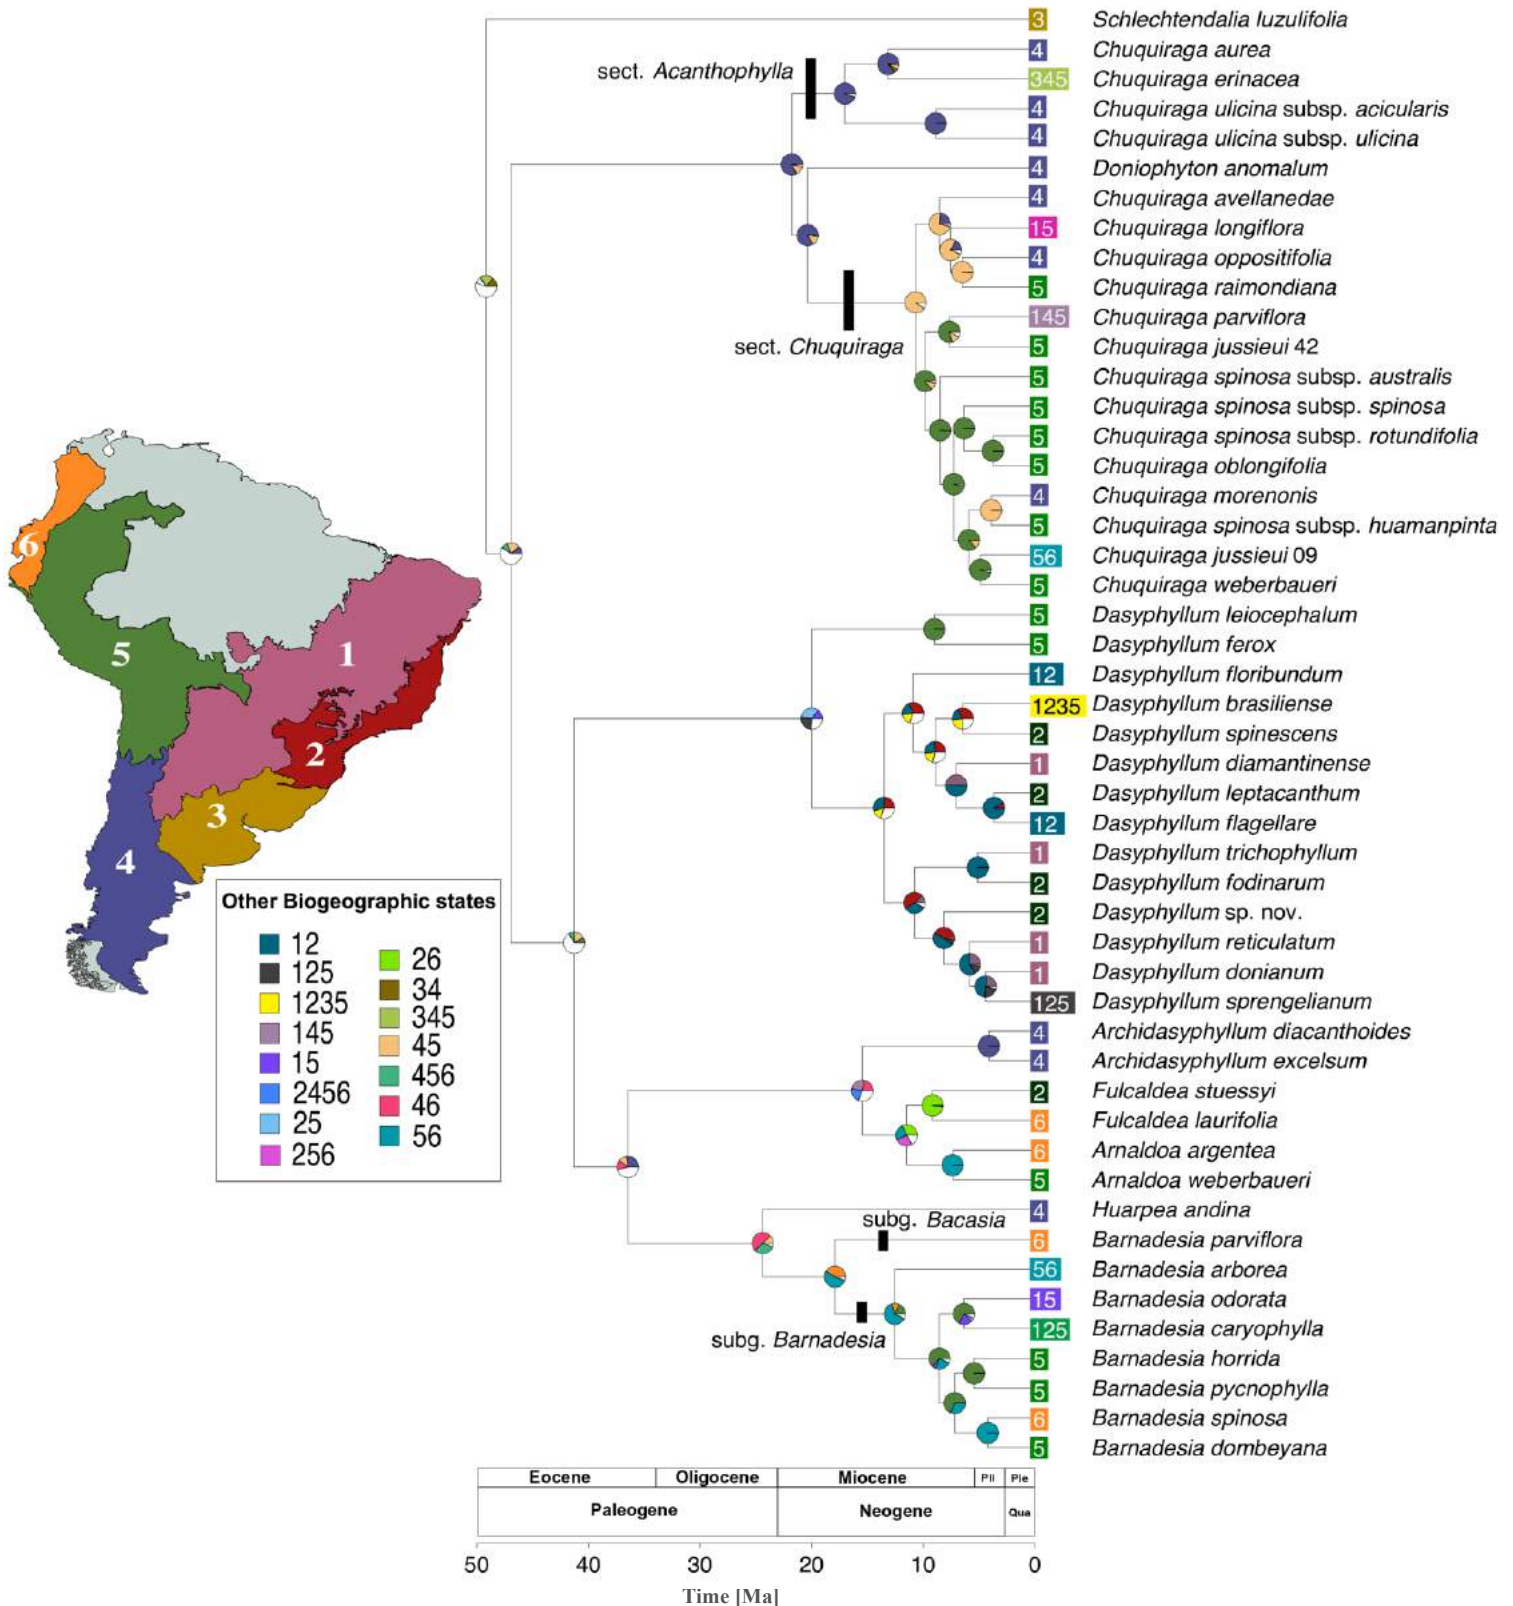 3 Schlechtendalia luzulifolia
4 Chuquiraga aurea
sect. Acanthophylla
345 Chuquiraga erinacea
4 Chuquiraga ulicina subsp. acicularis
4 Chuquiraga ulicina subsp. ulicina
4 Doniophyton anomalum
4 Chuquiraga avellanedae
15 Chuquiraga longiflora
4 Chuquiraga oppositifolia
5 Chuquiraga raimondiana
145 Chuquiraga parviflora
sect. Chuquiraga
5 Chuquiraga jussieui 42
5 Chuquiraga spinosa subsp. australis
5 Chuquiraga spinosa subsp. spinosa
5 Chuquiraga spinosa subsp. rotundifolia
5 Chuquiraga oblongifolia
4 Chuquiraga morenonis
5 Chuquiraga spinosa subsp. huamanpinta
56 Chuquiraga jussieui 09
5 Chuquiraga weberbaueri
5 Dasyphyllum leiocephalum
5 Dasyphyllum ferox
12 Dasyphyllum floribundum
1235 Dasyphyllum brasiliense
2 Dasyphyllum spinescens
1 Dasyphyllum diamantinense
2 Dasyphyllum leptacanthum
12 Dasyphyllum flagellare
1 Dasyphyllum trichophyllum
2 Dasyphyllum fodinarum
2 Dasyphyllum sp. nov.
1 Dasyphyllum reticulatum
1 Dasyphyllum donianum
125 Dasyphyllum sprengelianum
4 Archidasyphyllum diacanthoides
4 Archidasyphyllum excelsum
2 Fulcaldea stuessyi
6 Fulcaldea laurifolia
6 Arnaldoa argentea
5 Arnaldoa weberbaueri
4 Huarpea andina
subg. Bacasia
6 Barnadesia parviflora
56 Barnadesia arborea
15 Barnadesia odorata
125 Barnadesia caryophylla
subg. Barnadesia
5 Barnadesia horrida
5 Barnadesia pycnophylla
6 Barnadesia spinosa
5 Barnadesia dombeyana
6
5
1
2
3
4
Other Biogeographic states
12
125
1235
145
15
2456
25
256
26
34
345
45
456
46
56
Eocene Oligocene Miocene Pli Ple
Paleogene Neogene Qua
50 40 30 20 10 0
Time [Ma]